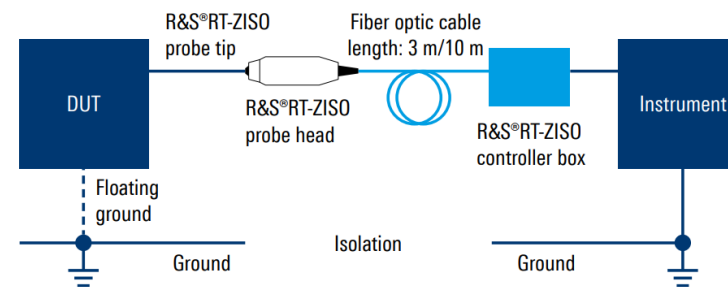 R&S®RT-ZISO
probe tip
Fiber optic cable
length: 3 m/10 m
DUT
R&S®RT-ZISO
probe head
R&S®RT-ZISO
controller box
Instrument
Floating
ground
Isolation
Ground
Ground